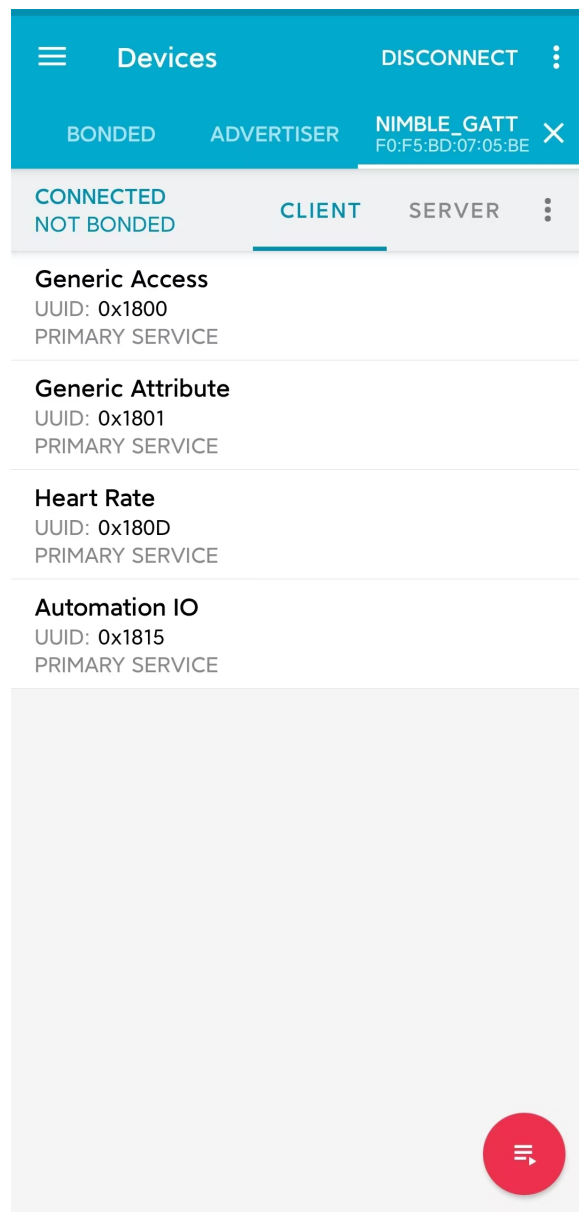 Devices
DISCONNECT
BONDED
ADVERTISER
NIMBLE_GATT
F0:F5:BD:07:05:BE
CONNECTED
NOT BONDED
CLIENT
SERVER
Generic Access
UUID: 0x1800
PRIMARY SERVICE
Generic Attribute
UUID: 0x1801
PRIMARY SERVICE
Heart Rate
UUID: 0x180D
PRIMARY SERVICE
Automation IO
UUID: 0x1815
PRIMARY SERVICE